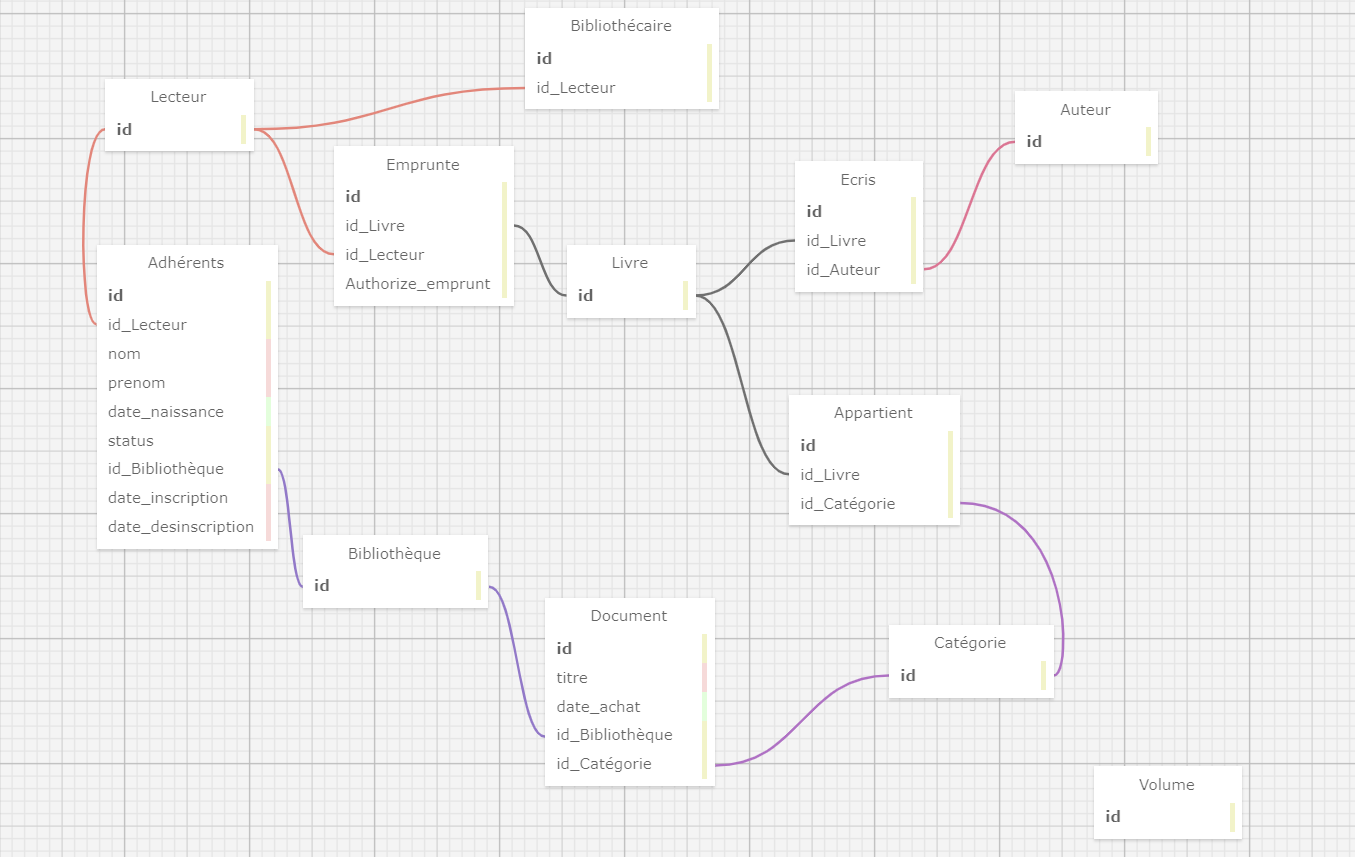 Bibliothécaire
id
id_Lecteur
Lecteur
id
Auteur
id
Emprunte
id
id_Livre
id_Lecteur
Authorize_emprunt
Ecris
id
id_Livre
id_Auteur
Adhérents
id
id_Lecteur
nom
prenom
date_naissance
status
id_Bibliothèque
date_inscription
date_desinscription
Livre
id
Appartient
id
id_Livre
id_Catégorie
Bibliothèque
id
Document
id
titre
date_achat
id_Bibliothèque
id_Catégorie
Catégorie
id
Volume
id